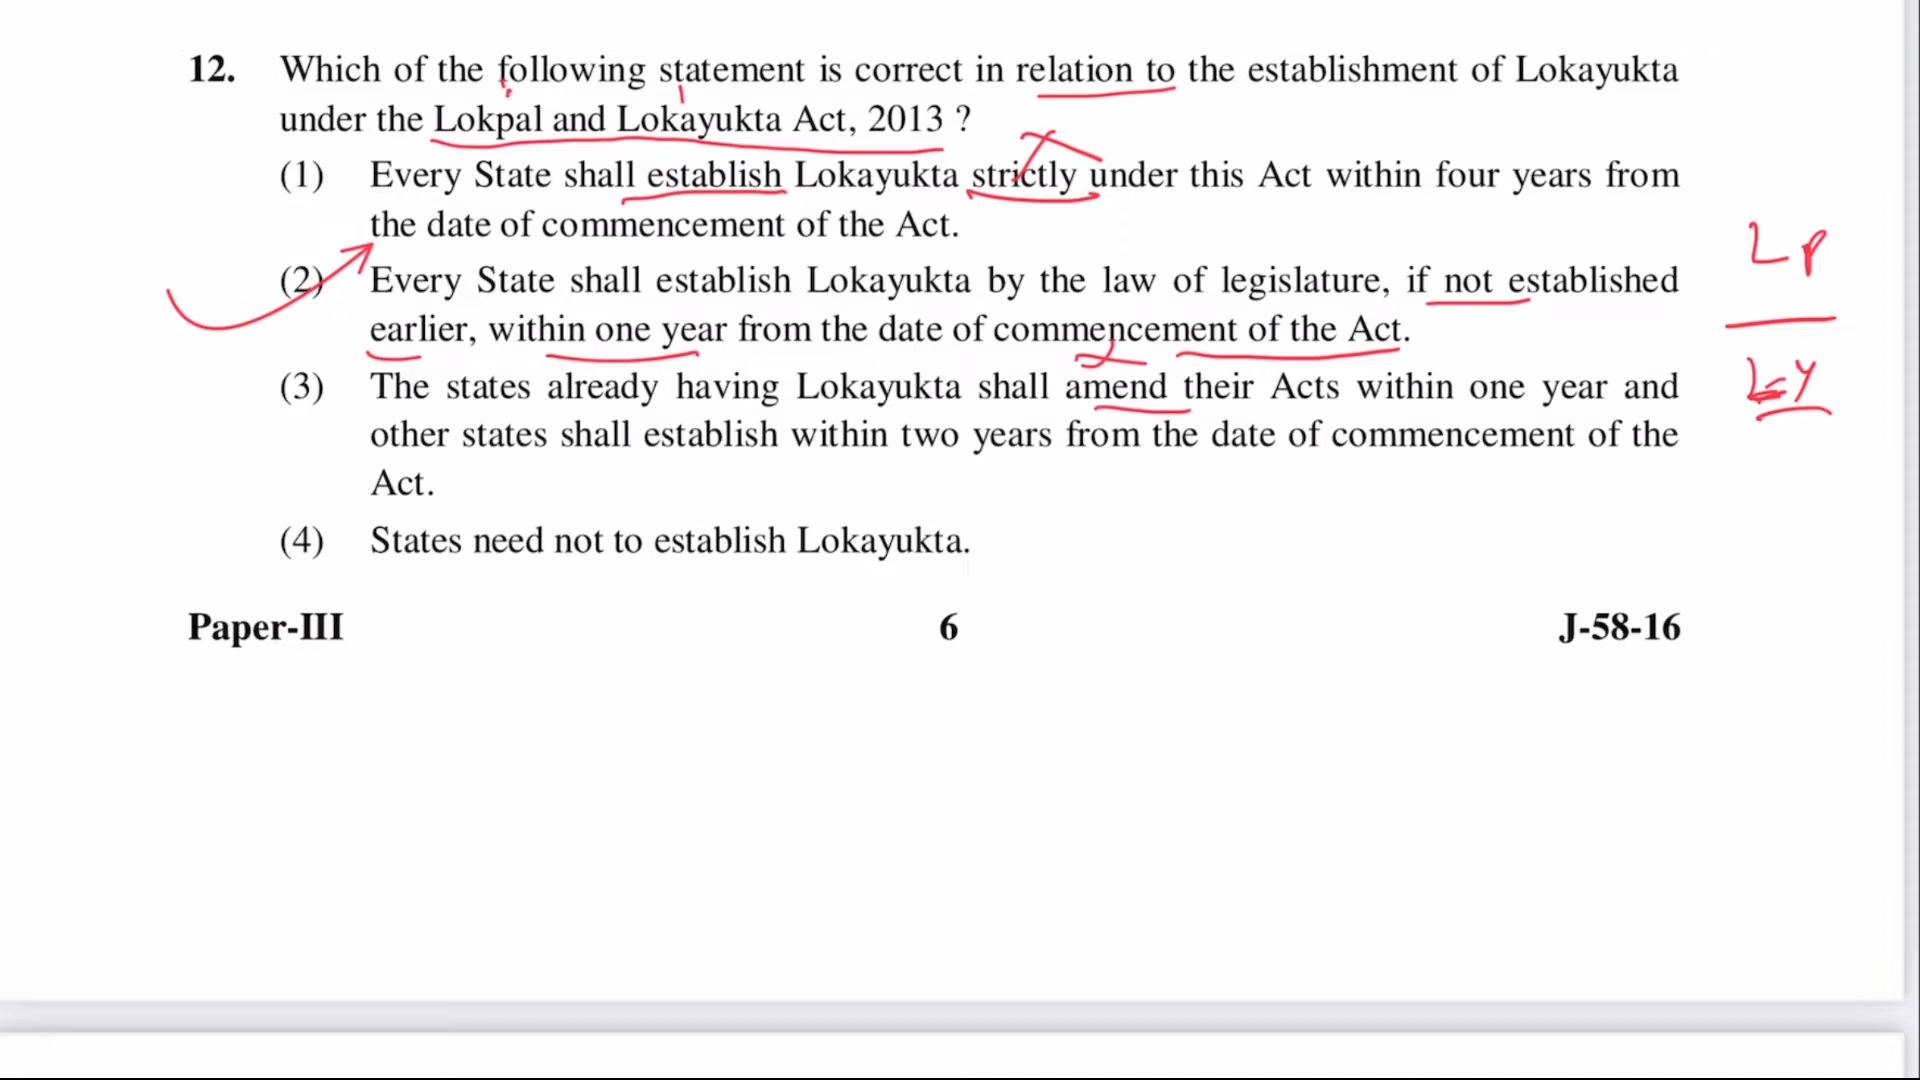 12. Which of the following statement is correct in relation to the establishment of Lokayukta
under the Lokpal and Lokayukta Act, 2013 ?
(1) Every State shall establish Lokayukta strictly under this Act within four years from
the date of commencement of the Act.
(2) Every State shall establish Lokayukta by the law of legislature, if not established
earlier, within one year from the date of commencement of the Act.
(3) The states already having Lokayukta shall amend their Acts within one year and
other states shall establish within two years from the date of commencement of the
Act.
(4) States need not to establish Lokayukta.
LP
LY
Paper-III 6 J-58-16